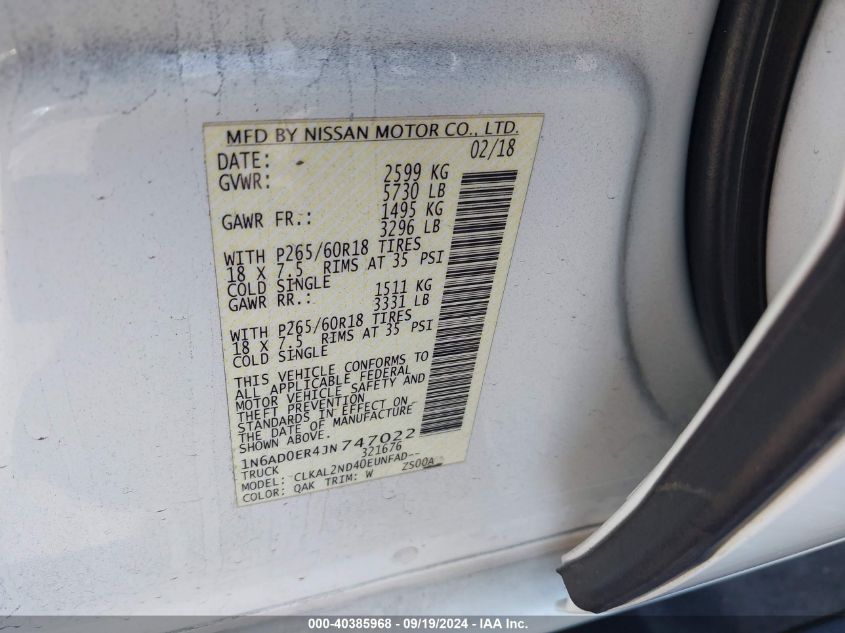 MFD BY NISSAN MOTOR CO., LTD.
DATE: 02/18
GVWR: 2599 KG
5730 LB
GAWR FR.: 1495 KG
3296 LB
WITH P265/60R18 TIRES
18 X 7.5 RIMS AT 35 PSI
COLD SINGLE
GAWR RR.: 1511 KG
3331 LB
WITH P265/60R18 TIRES
18 X 7.5 RIMS AT 35 PSI
COLD SINGLE
THIS VEHICLE CONFORMS TO
ALL APPLICABLE FEDERAL
MOTOR VEHICLE SAFETY AND
THEFT PREVENTION
STANDARDS IN EFFECT ON
THE DATE OF MANUFACTURE
SHOWN ABOVE.
1N6AD0ER4JN747022
TRUCK 321676
MODEL: CLKAL2ND40EUNFAD--
COLOR: QAK TRIM: W ZS00A
000-40385968 - 09/19/2024 - IAA Inc.